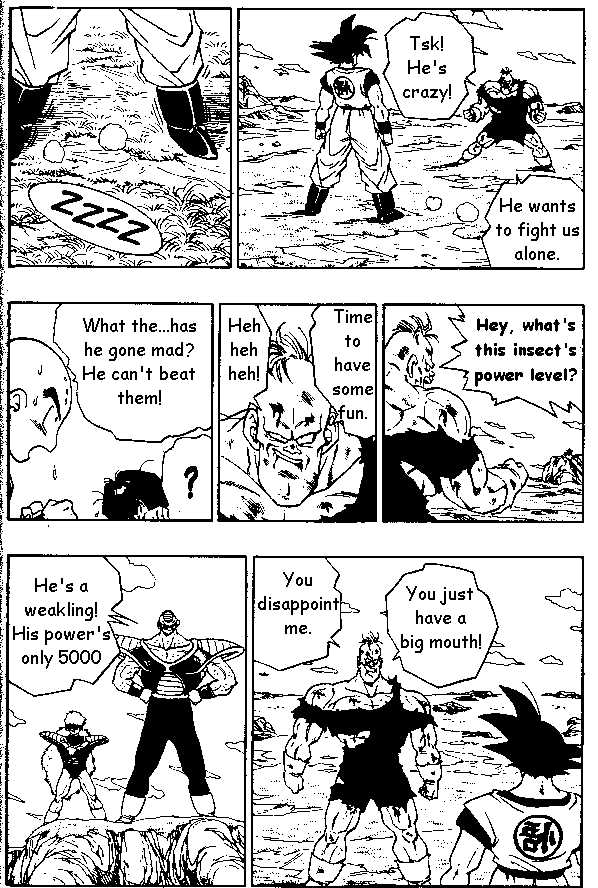 ZZZZ
Tsk!
He's
crazy!
He wants
to fight us
alone.
What the...has
he gone mad?
He can't beat
them!
?
Heh
heh
heh!
Time
to
have
some
fun.
Hey, what's
this insect's
power level?
He's a
weakling!
His power's
only 5000
You
disappoint
me.
You just
have a
big mouth!